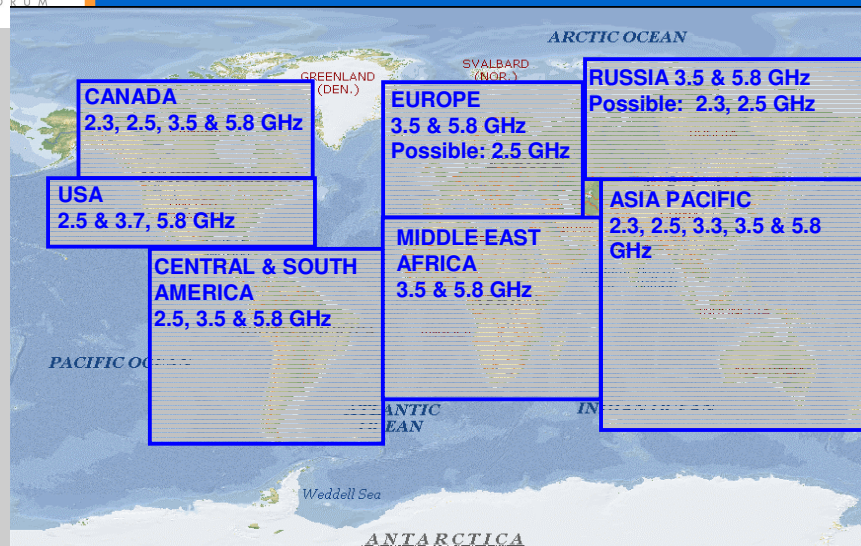 ARCTIC OCEAN
GREENLAND
(DEN.)
SVALBARD
(NOR.)
RUSSIA 3.5 & 5.8 GHz
Possible: 2.3, 2.5 GHz
CANADA
2.3, 2.5, 3.5 & 5.8 GHz
EUROPE
3.5 & 5.8 GHz
Possible: 2.5 GHz
USA
2.5 & 3.7, 5.8 GHz
ASIA PACIFIC
2.3, 2.5, 3.3, 3.5 & 5.8
GHz
MIDDLE EAST
AFRICA
3.5 & 5.8 GHz
CENTRAL & SOUTH
AMERICA
2.5, 3.5 & 5.8 GHz
PACIFIC
Weddell Sea
ANTARCTICA